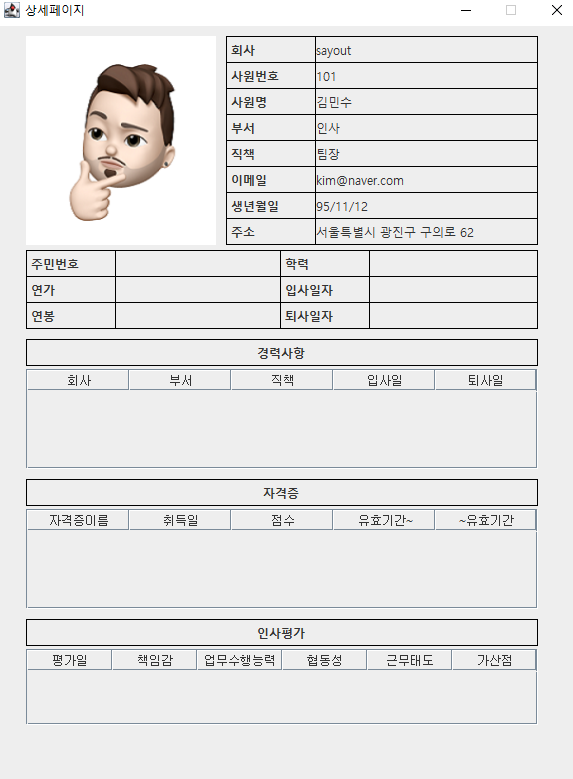 상세페이지
회사 sayout
사원번호 101
사원명 김민수
부서 인사
직책 팀장
이메일 kim@naver.com
생년월일 95/11/12
주소 서울특별시 광진구 구의로 62
주민번호 학력
연가 입사일자
연봉 퇴사일자
경력사항
회사 부서 직책 입사일 퇴사일
자격증
자격증이름 취득일 점수 유효기간~ ~유효기간
인사평가
평가일 책임감 업무수행능력 협동성 근무태도 가산점